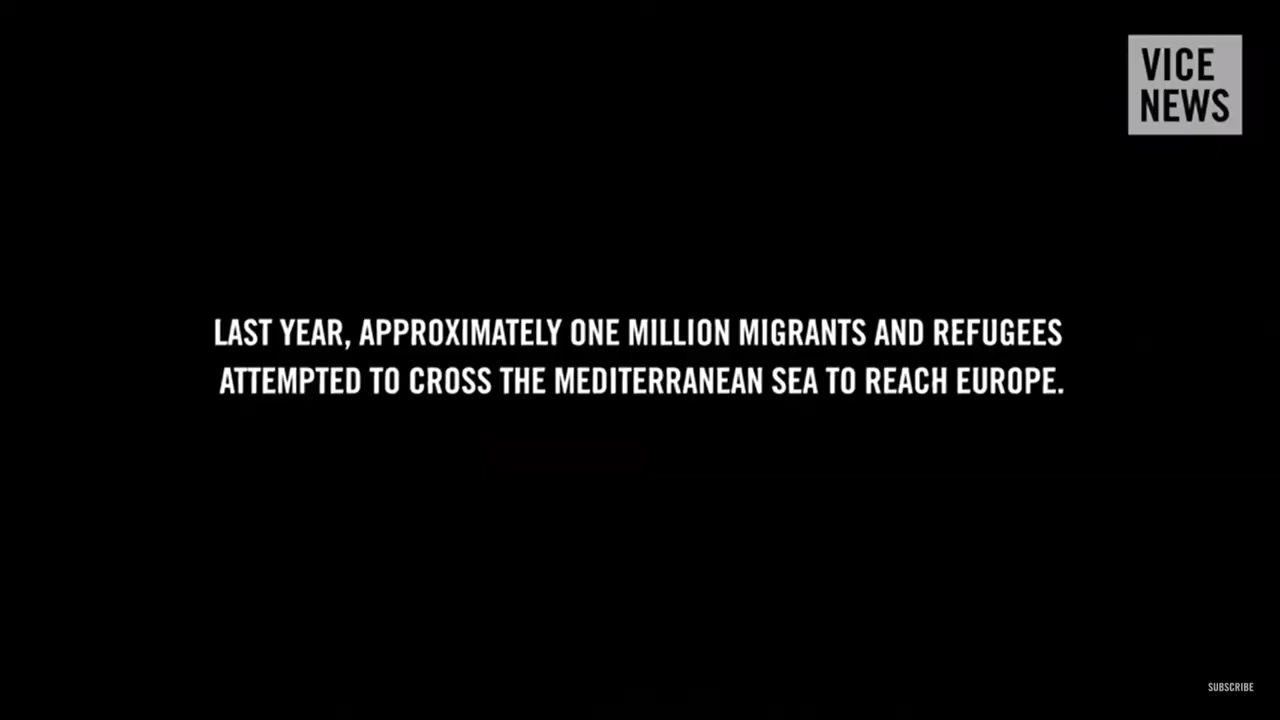 VICE
NEWS
LAST YEAR, APPROXIMATELY ONE MILLION MIGRANTS AND REFUGEES
ATTEMPTED TO CROSS THE MEDITERRANEAN SEA TO REACH EUROPE.
SUBSCRIBE